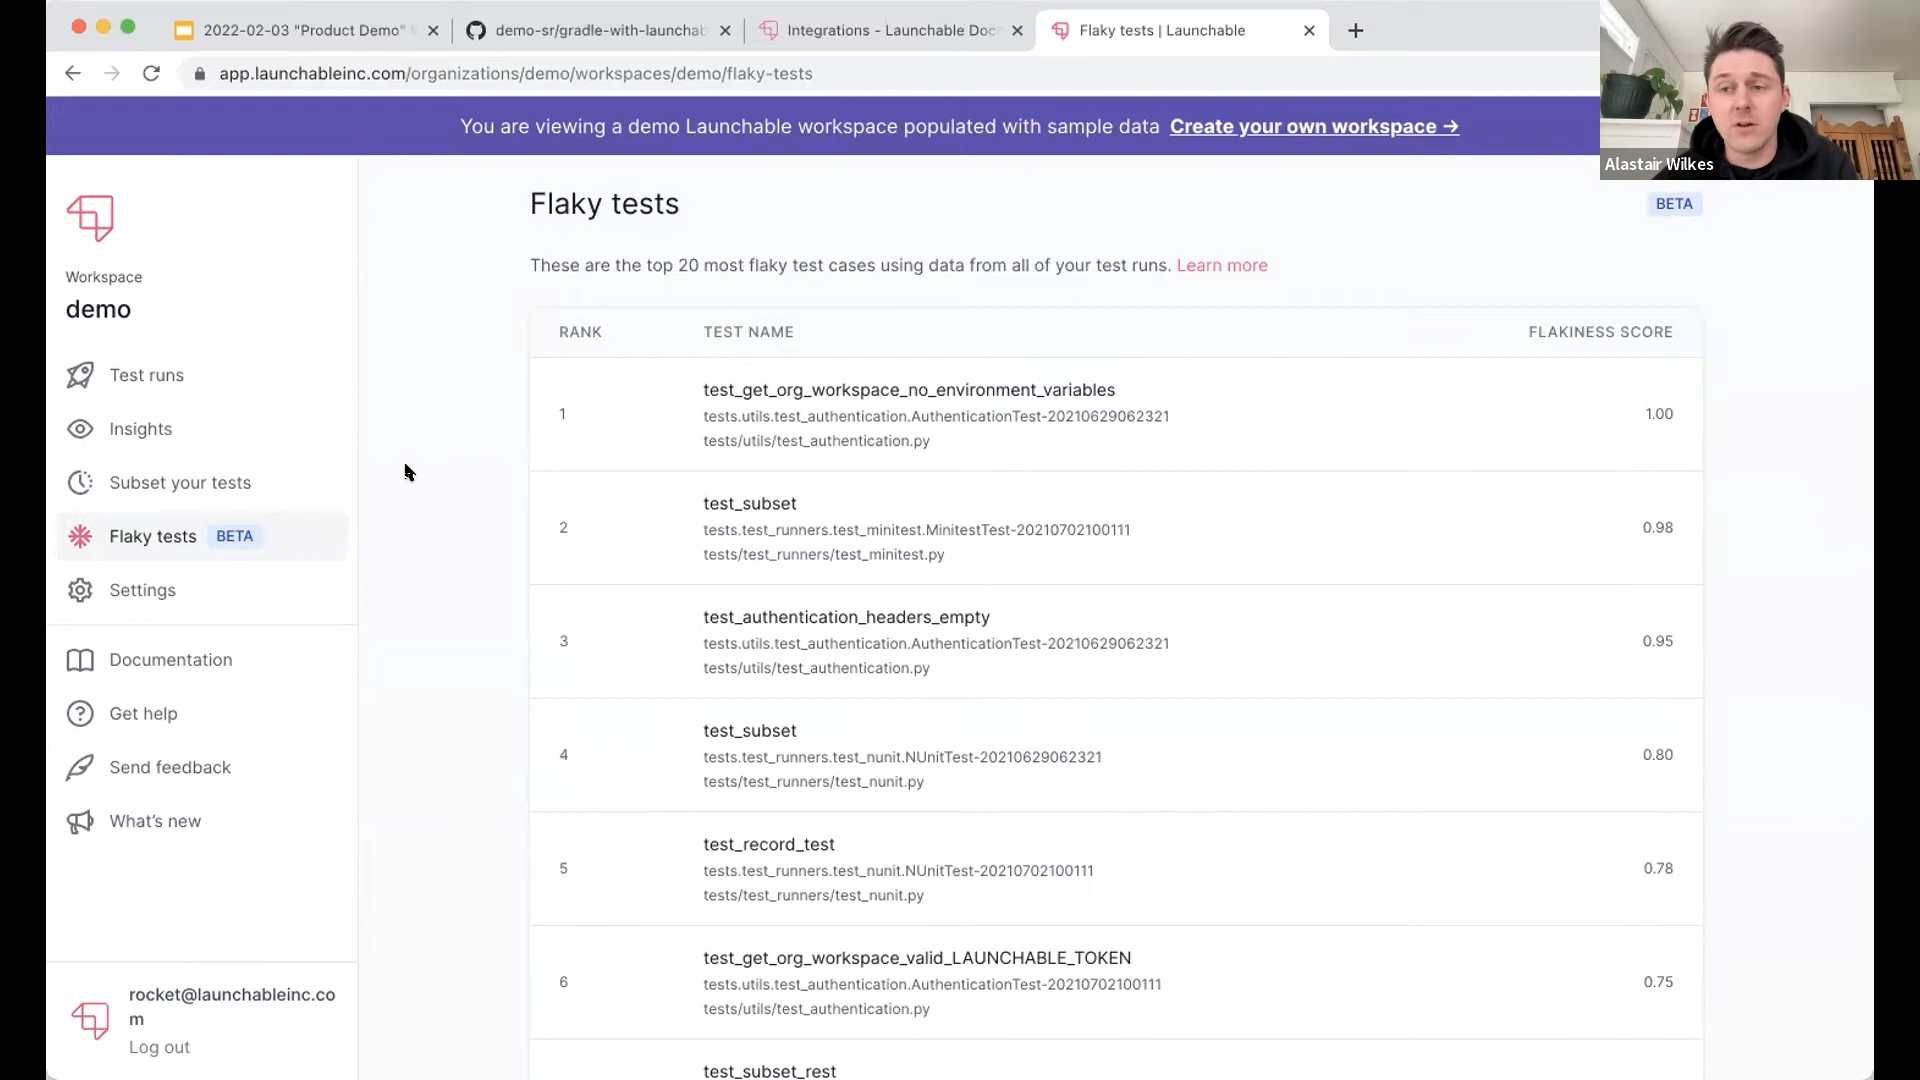 2022-02-03 "Product Demo"
demo-sr/gradle-with-launchab
Integrations - Launchable Doc
Flaky tests | Launchable
app.launchableinc.com/organizations/demo/workspaces/demo/flaky-tests
You are viewing a demo Launchable workspace populated with sample data Create your own workspace →
Alastair Wilkes
Workspace
demo
Test runs
Insights
Subset your tests
Flaky tests BETA
Settings
Documentation
Get help
Send feedback
What's new
rocket@launchableinc.co
m
Log out
Flaky tests
BETA
These are the top 20 most flaky test cases using data from all of your test runs. Learn more
RANK TEST NAME FLAKINESS SCORE
test_get_org_workspace_no_environment_variables
1 tests.utils.test_authentication.AuthenticationTest-20210629062321 1.00
tests/utils/test_authentication.py
test_subset
2 tests.test_runners.test_minitest.MinitestTest-20210702100111 0.98
tests/test_runners/test_minitest.py
test_authentication_headers_empty
3 tests.utils.test_authentication.AuthenticationTest-20210629062321 0.95
tests/utils/test_authentication.py
test_subset
4 tests.test_runners.test_nunit.NUnitTest-20210629062321 0.80
tests/test_runners/test_nunit.py
test_record_test
5 tests.test_runners.test_nunit.NUnitTest-20210702100111 0.78
tests/test_runners/test_nunit.py
test_get_org_workspace_valid_LAUNCHABLE_TOKEN
6 tests.utils.test_authentication.AuthenticationTest-20210702100111 0.75
tests/utils/test_authentication.py
test_subset_rest